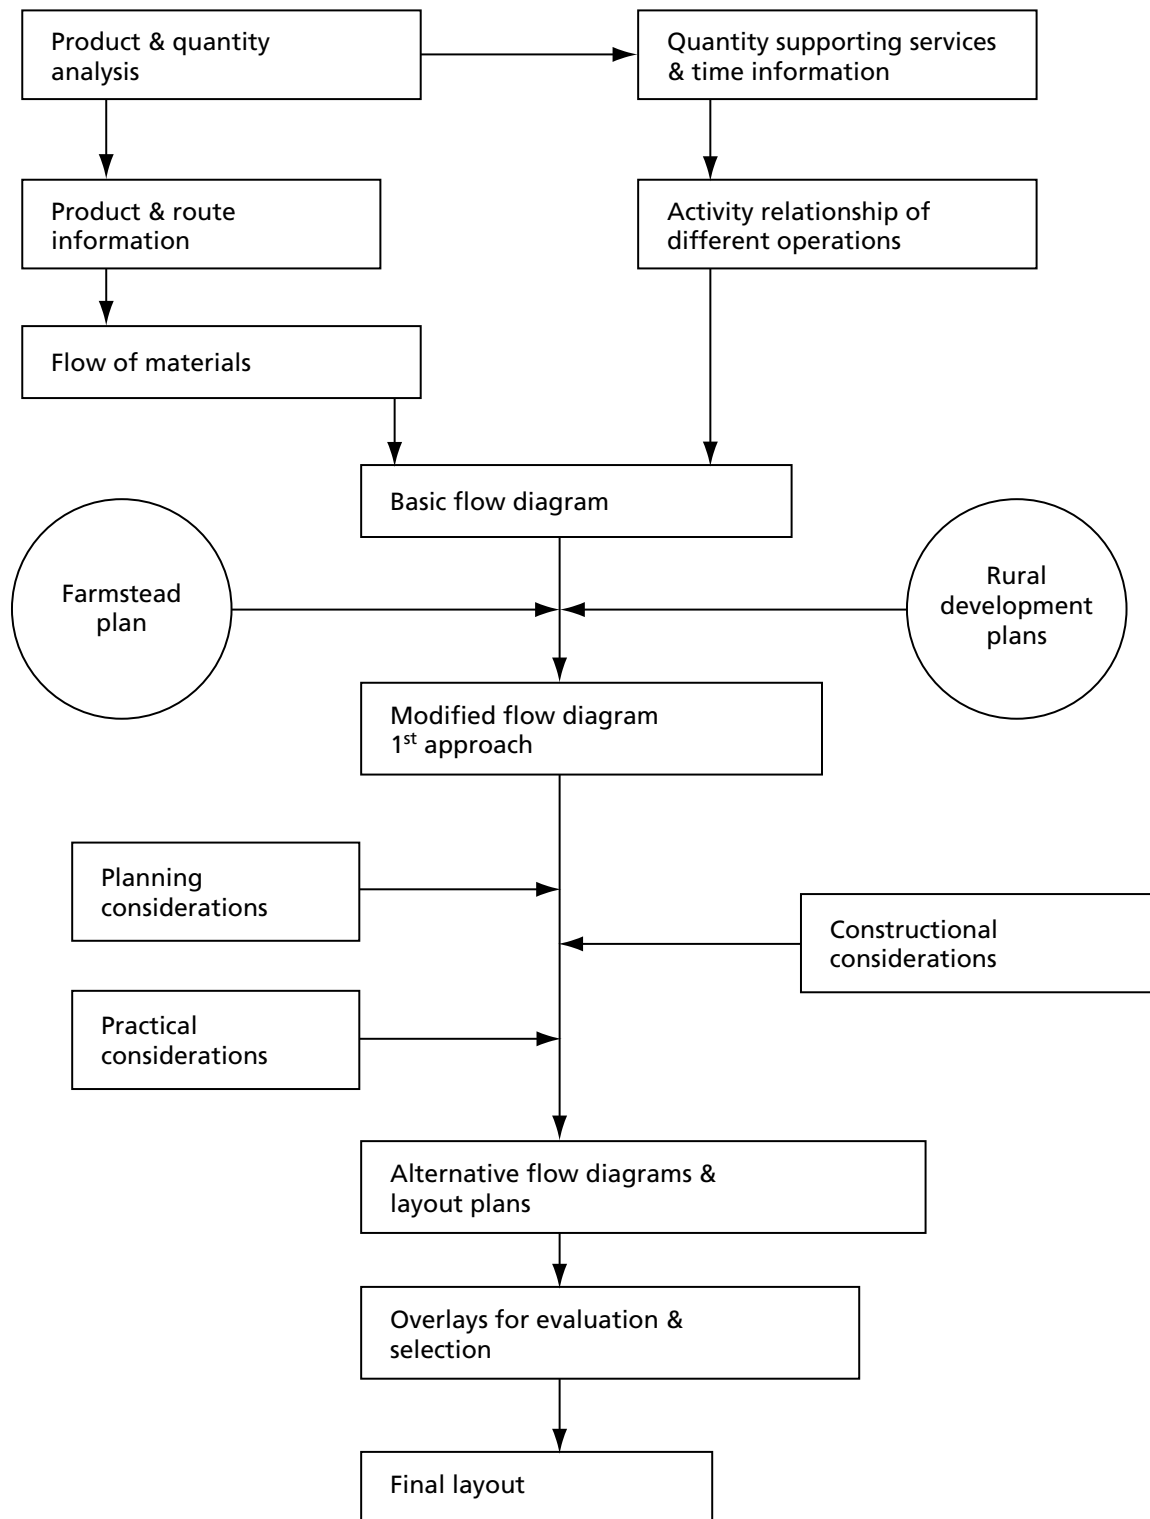 Product & quantity
analysis
Quantity supporting services
& time information
Product & route
information
Activity relationship of
different operations
Flow of materials
Basic flow diagram
Farmstead
plan
Rural
development
plans
Modified flow diagram
1st approach
Planning
considerations
Constructional
considerations
Practical
considerations
Alternative flow diagrams &
layout plans
Overlays for evaluation &
selection
Final layout